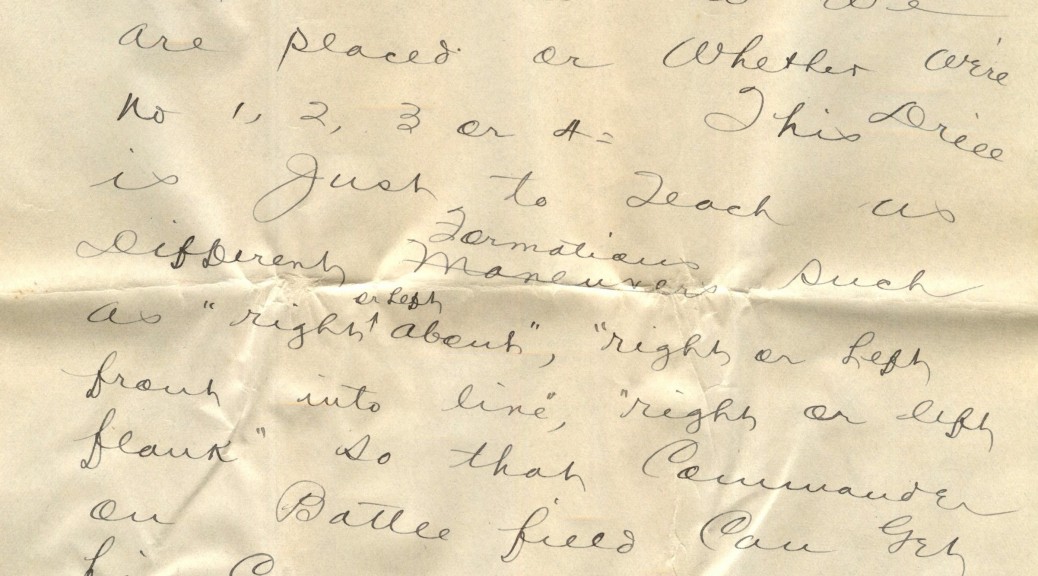 we
are placed or Whether we're
No 1, 2, 3 or 4= This Drill
is Just to Teach us
Formations
Different Maneuvers such
or Left
as "right ↑ about", "right or Left
front into line", "right or left
flank" so that Commander
on Battle field Can Get